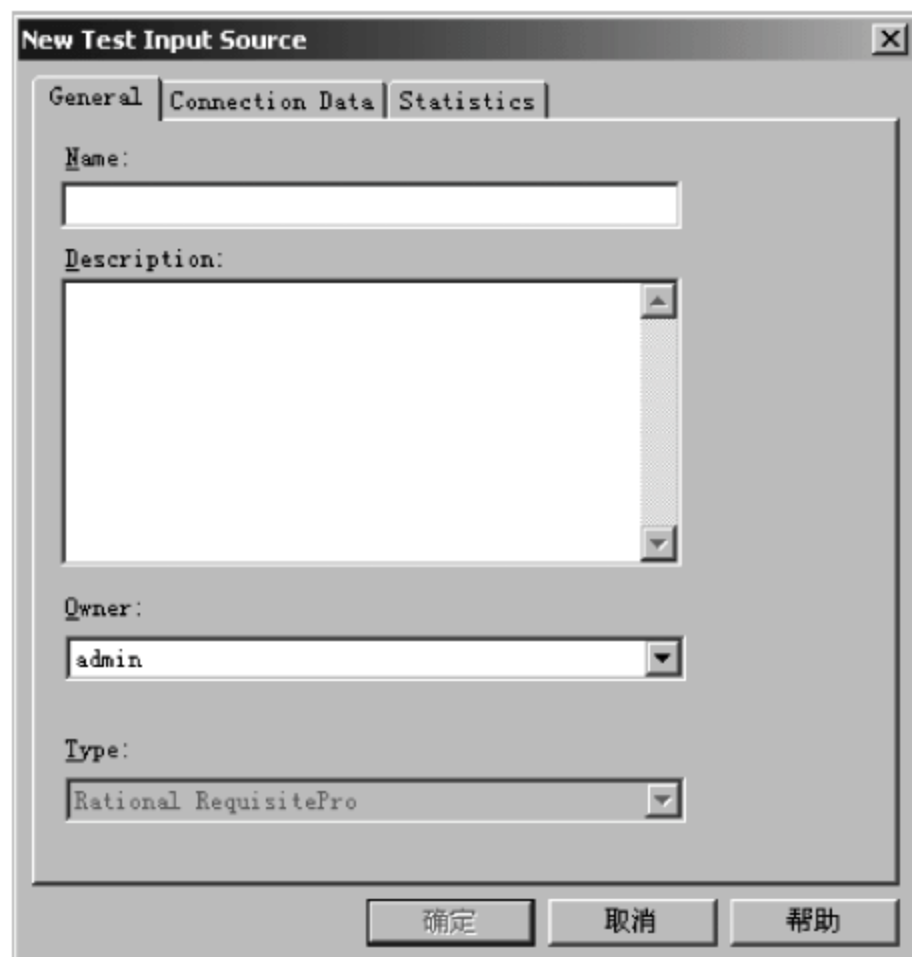 New Test Input Source
General Connection Data Statistics
Name:
Description:
Owner:
admin
Type:
Rational RequisitePro
确定 取消 帮助